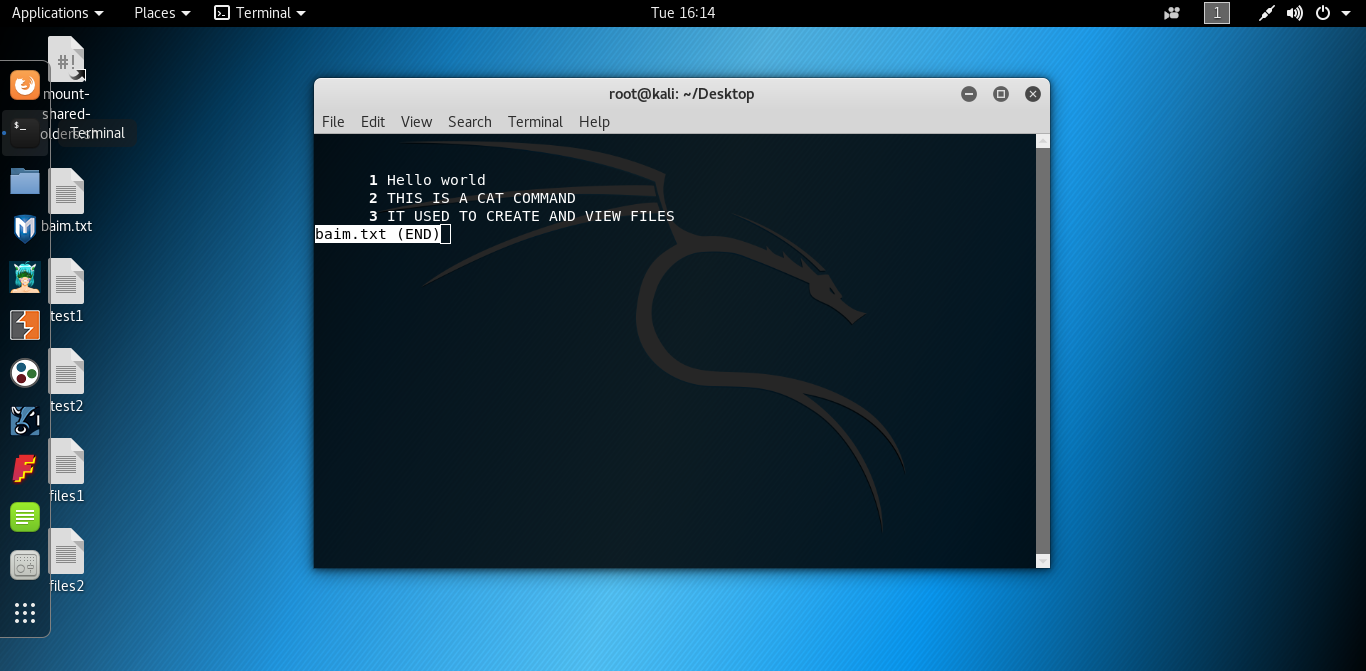 Applications Places Terminal Tue 16:14 1
#!
mount-
shared-
Terminal
baim.txt
test1
test2
files1
files2
root@kali: ~/Desktop
File Edit View Search Terminal Help
1 Hello world
2 THIS IS A CAT COMMAND
3 IT USED TO CREATE AND VIEW FILES
baim.txt (END)
$_